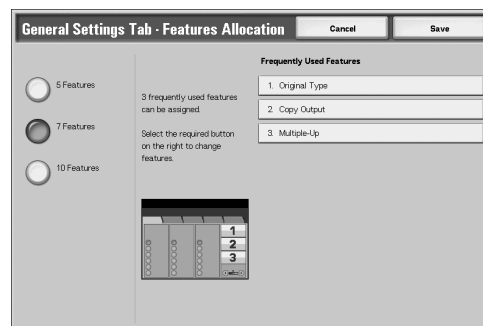 General Settings Tab - Features Allocation
Cancel
Save
5 Features
7 Features
10 Features
3 frequently used features
can be assigned.
Select the required button
on the right to change
features.
1
2
3
Frequently Used Features
1. Original Type
2. Copy Output
3. Multiple-Up